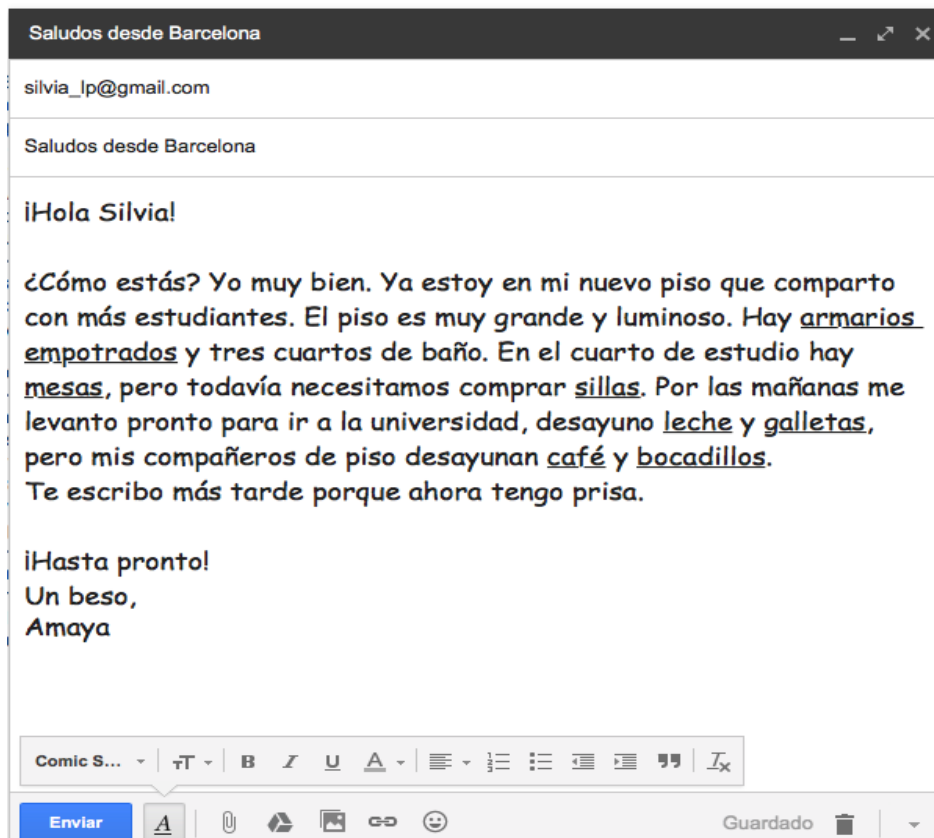 Saludos desde Barcelona
silvia_lp@gmail.com
Saludos desde Barcelona
¡Hola Silvia!
¿Cómo estás? Yo muy bien. Ya estoy en mi nuevo piso que comparto
con más estudiantes. El piso es muy grande y luminoso. Hay armarios
empotrados y tres cuartos de baño. En el cuarto de estudio hay
mesas, pero todavía necesitamos comprar sillas. Por las mañanas me
levanto pronto para ir a la universidad, desayuno leche y galletas,
pero mis compañeros de piso desayunan café y bocadillos.
Te escribo más tarde porque ahora tengo prisa.
¡Hasta pronto!
Un beso,
Amaya
Comic S... B I U A
Enviar A Guardado